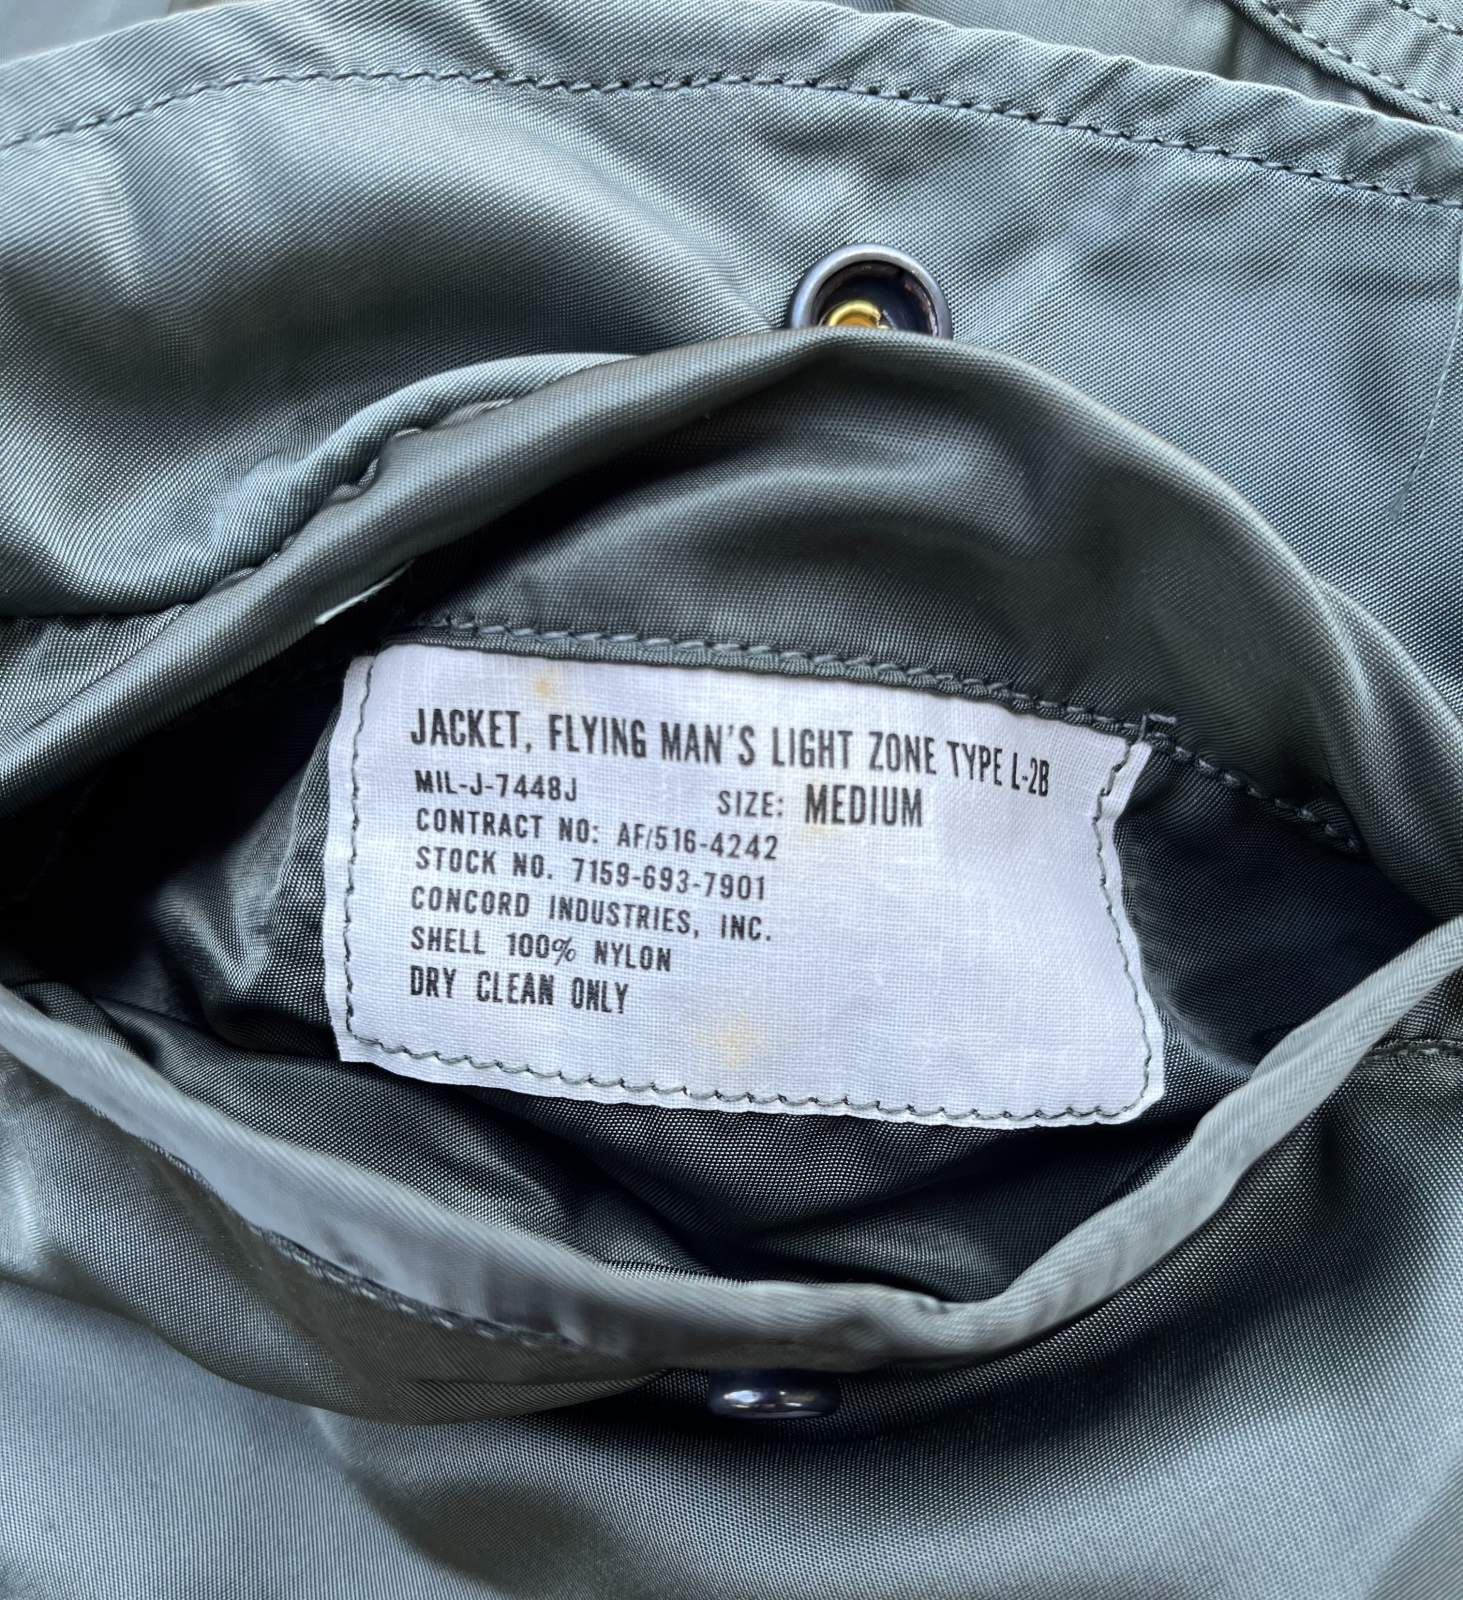 JACKET, FLYING MAN'S LIGHT ZONE TYPE L-2B
MIL-J-7448J SIZE: MEDIUM
CONTRACT NO: AF/516-4242
STOCK NO. 7159-693-7901
CONCORD INDUSTRIES, INC.
SHELL 100% NYLON
DRY CLEAN ONLY